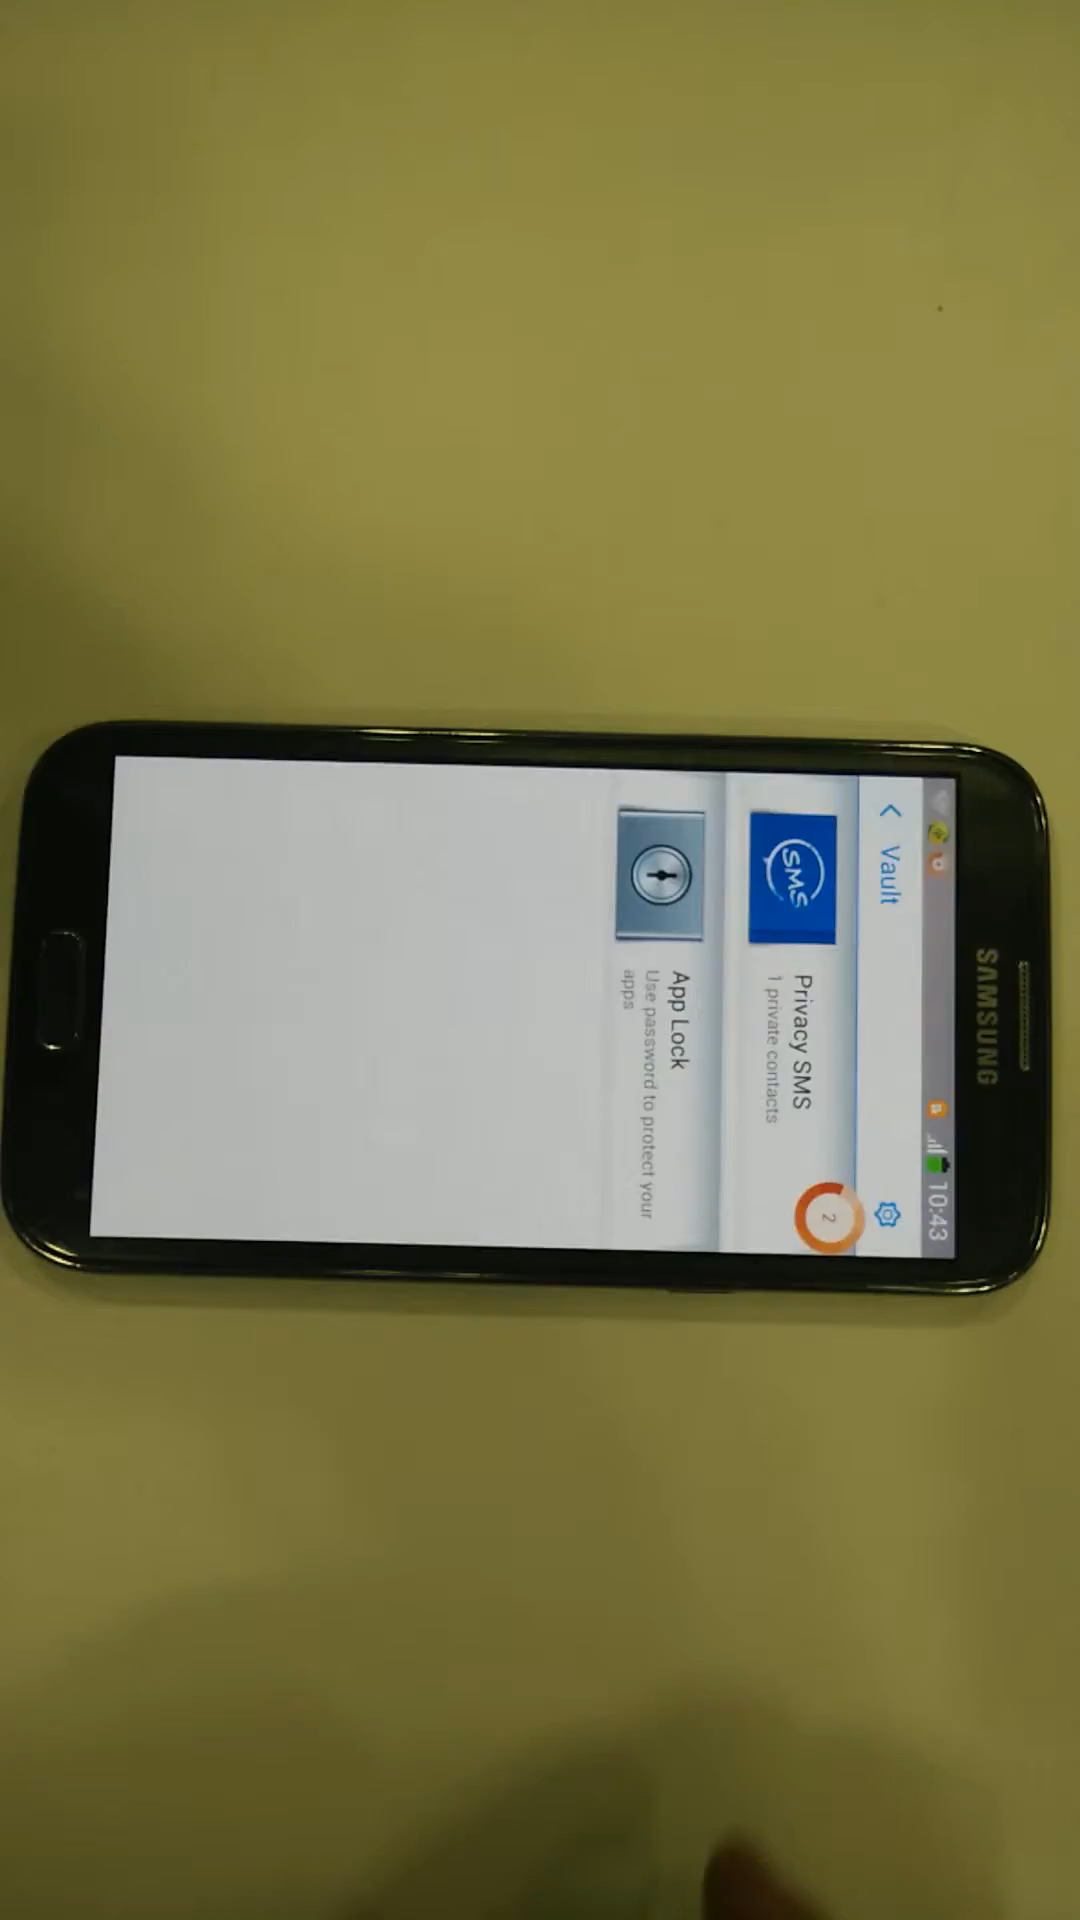 SAMSUNG
10:43
Vault
2
SMS
Privacy SMS
1 private contacts
App Lock
Use password to protect your
apps